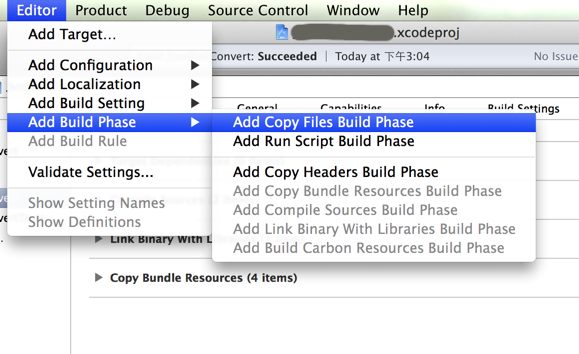 Editor Product Debug Source Control Window Help
Add Target...
.xcodeproj
Convert: Succeeded | Today at 下午3:04 No Issue
Add Configuration
Add Localization
Add Build Setting
General Capabilities Info Build Settings
Add Build Phase
Add Copy Files Build Phase
Add Build Rule
Add Run Script Build Phase
Validate Settings...
Add Copy Headers Build Phase
Add Copy Bundle Resources Build Phase
Show Setting Names
Add Compile Sources Build Phase
Show Definitions
Add Link Binary With Libraries Build Phase
Link Binary With Lib
Add Build Carbon Resources Build Phase
Copy Bundle Resources (4 items)